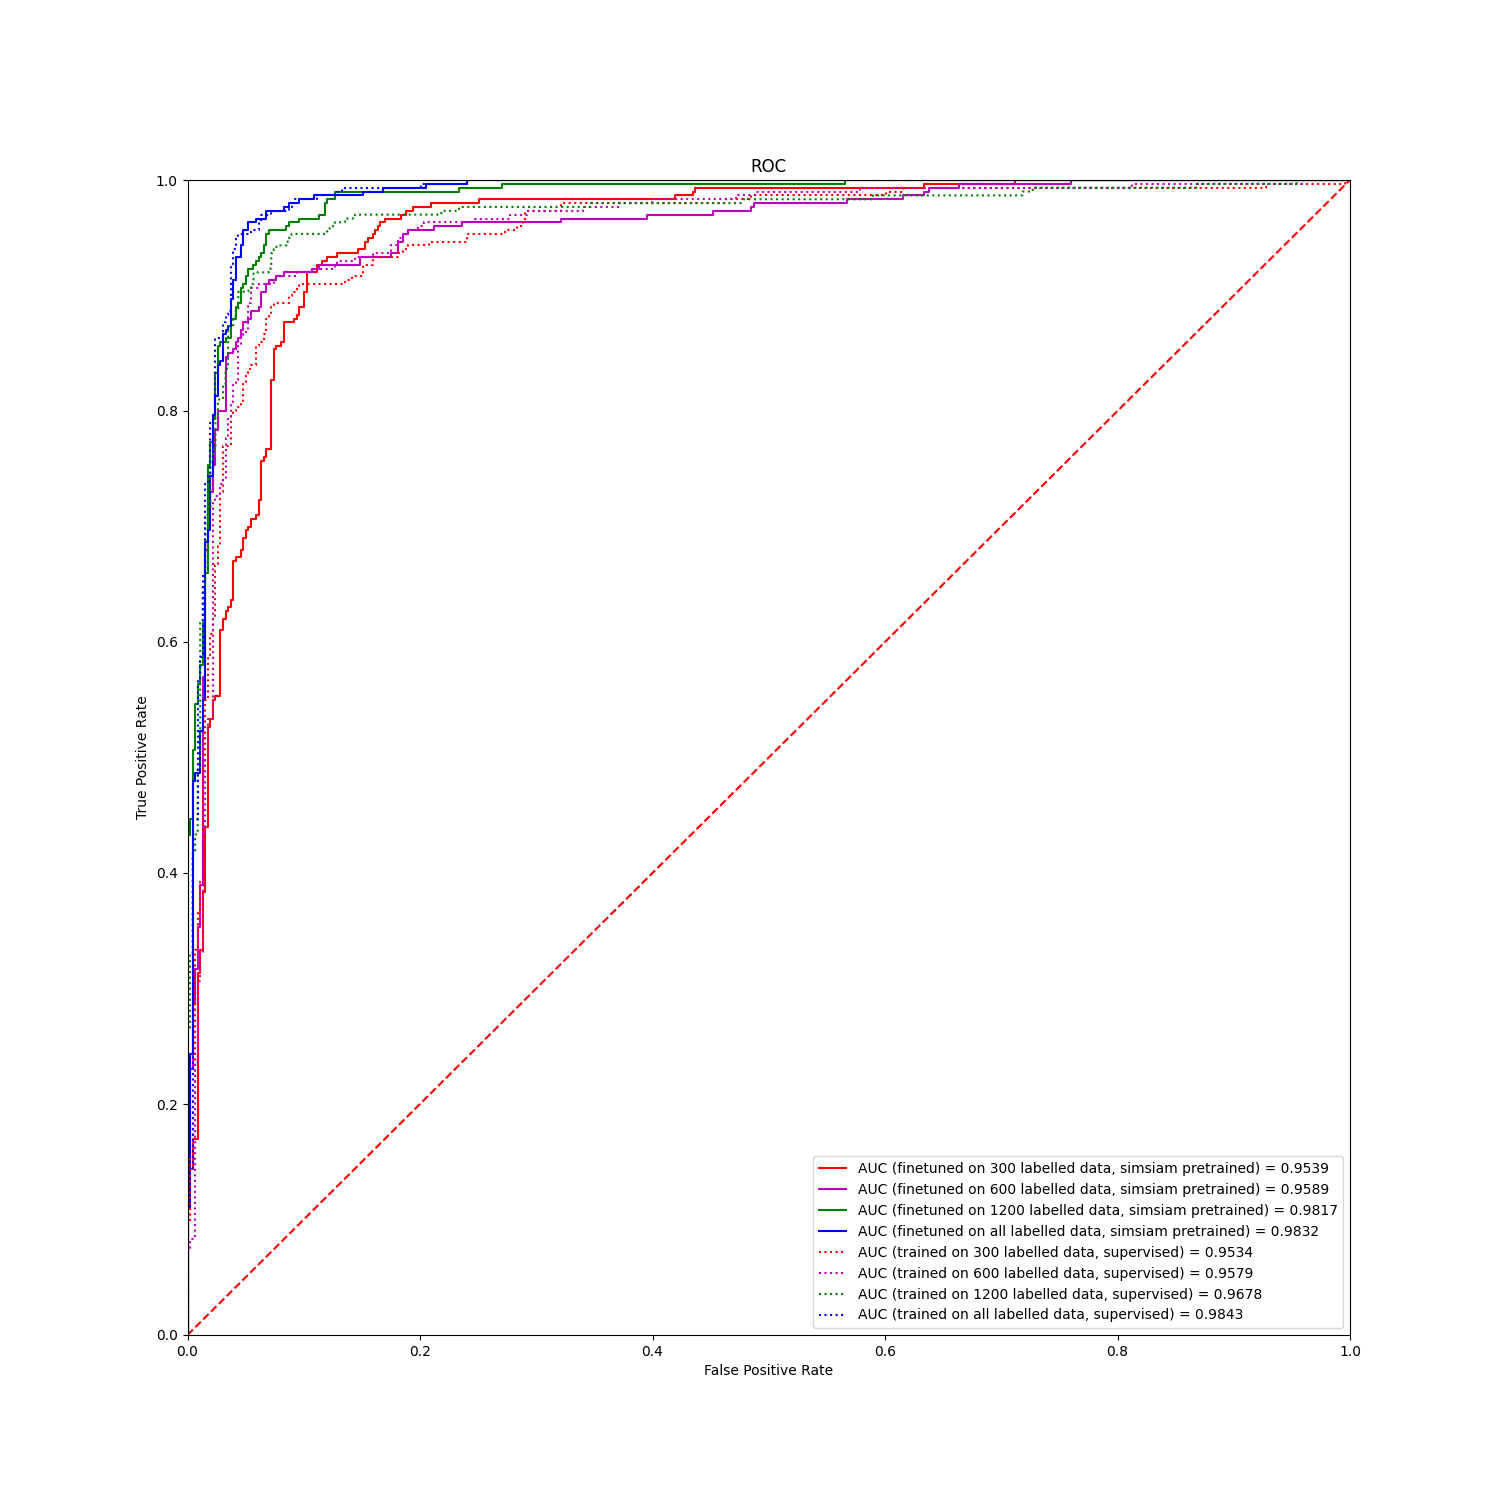 ROC
1.0
0.8
0.6
0.4
0.2
0.0
True Positive Rate
AUC (finetuned on 300 labelled data, simsiam pretrained) = 0.9539
AUC (finetuned on 600 labelled data, simsiam pretrained) = 0.9589
AUC (finetuned on 1200 labelled data, simsiam pretrained) = 0.9817
AUC (finetuned on all labelled data, simsiam pretrained) = 0.9832
AUC (trained on 300 labelled data, supervised) = 0.9534
AUC (trained on 600 labelled data, supervised) = 0.9579
AUC (trained on 1200 labelled data, supervised) = 0.9678
AUC (trained on all labelled data, supervised) = 0.9843
0.0 0.2 0.4 0.6 0.8 1.0
False Positive Rate